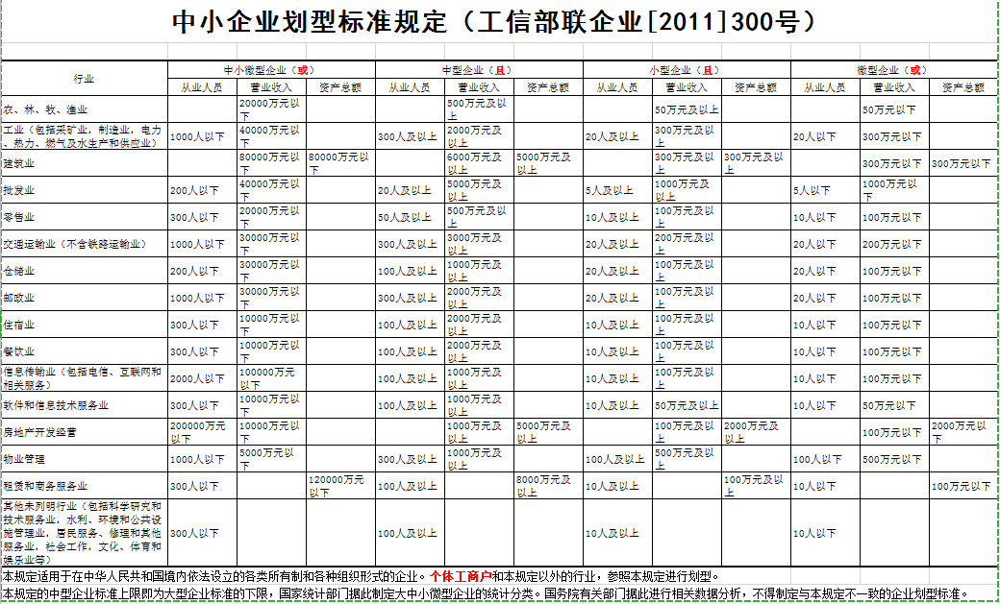 中小企业划型标准规定（工信部联企业[2011]300号）
行业 中小微型企业（或） 中型企业（且） 小型企业（且） 微型企业（或）
从业人员 营业收入 资产总额 从业人员 营业收入 资产总额 从业人员 营业收入 资产总额 从业人员 营业收入 资产总额
农、林、牧、渔业 20000万元以下 500万元及以上 50万元及以上 50万元以下
工业（包括采矿业，制造业，电力、热力、燃气及水生产和供应业） 1000人以下 40000万元以下 300人及以上 2000万元及以上 20人及以上 300万元及以上 20人以下 300万元以下
建筑业 80000万元以下 80000万元以下 6000万元及以上 5000万元及以上 300万元及以上 300万元及以上 300万元以下 300万元以下
批发业 200人以下 40000万元以下 20人及以上 5000万元及以上 5人及以上 1000万元及以上 5人以下 1000万元以下
零售业 300人以下 20000万元以下 50人及以上 500万元及以上 10人及以上 100万元及以上 10人以下 100万元以下
交通运输业（不含铁路运输业） 1000人以下 30000万元以下 300人及以上 3000万元及以上 20人及以上 200万元及以上 20人以下 200万元以下
仓储业 200人以下 30000万元以下 100人及以上 1000万元及以上 20人及以上 100万元及以上 20人以下 100万元以下
邮政业 1000人以下 30000万元以下 300人及以上 2000万元及以上 20人及以上 100万元及以上 20人以下 100万元以下
住宿业 300人以下 10000万元以下 100人及以上 2000万元及以上 10人及以上 100万元及以上 10人以下 100万元以下
餐饮业 300人以下 10000万元以下 100人及以上 2000万元及以上 10人及以上 100万元及以上 10人以下 100万元以下
信息传输业（包括电信、互联网和相关服务） 2000人以下 100000万元以下 100人及以上 1000万元及以上 10人及以上 100万元及以上 10人以下 100万元以下
软件和信息技术服务业 300人以下 10000万元以下 100人及以上 1000万元及以上 10人及以上 50万元及以上 10人以下 50万元以下
房地产开发经营 200000万元以下 10000万元以下 1000万元及以上 5000万元及以上 100万元及以上 2000万元及以上 100万元以下 2000万元以下
物业管理 1000人以下 5000万元以下 300人及以上 1000万元及以上 100人及以上 500万元及以上 100人以下 500万元以下
租赁和商务服务业 300人以下 120000万元以下 100人及以上 8000万元及以上 10人及以上 100万元及以上 10人以下 100万元以下
其他未列明行业（包括科学研究和技术服务业，水利、环境和公共设施管理业，居民服务、修理和其他服务业，社会工作，文化、体育和娱乐业等） 300人以下 100人及以上 10人及以上 10人以下
本规定适用于在中华人民共和国境内依法设立的各类所有制和各种组织形式的企业。个体工商户和本规定以外的行业，参照本规定进行划型。
本规定的中型企业标准上限即为大型企业标准的下限，国家统计部门据此制定大中小微型企业的统计分类。国务院有关部门据此进行相关数据分析，不得制定与本规定不一致的企业划型标准。